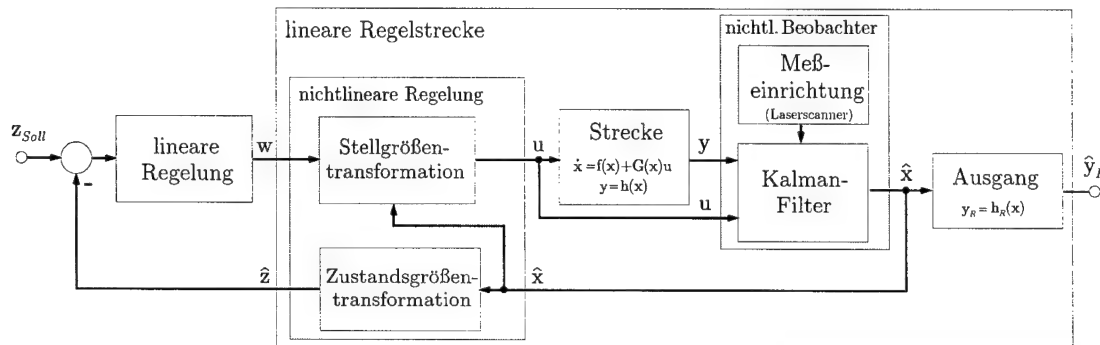 lineare Regelstrecke
nichtl. Beobachter
Meß-
einrichtung
(Laserscanner)
nichtlineare Regelung
z_Soll
-
lineare
Regelung
w
Stellgrößen-
transformation
u
Strecke
ẋ = f(x)+G(x)u
y = h(x)
y
u
Kalman-
Filter
x̂
Ausgang
y_R = h_R(x)
ẑ
Zustandsgrößen-
transformation
x̂